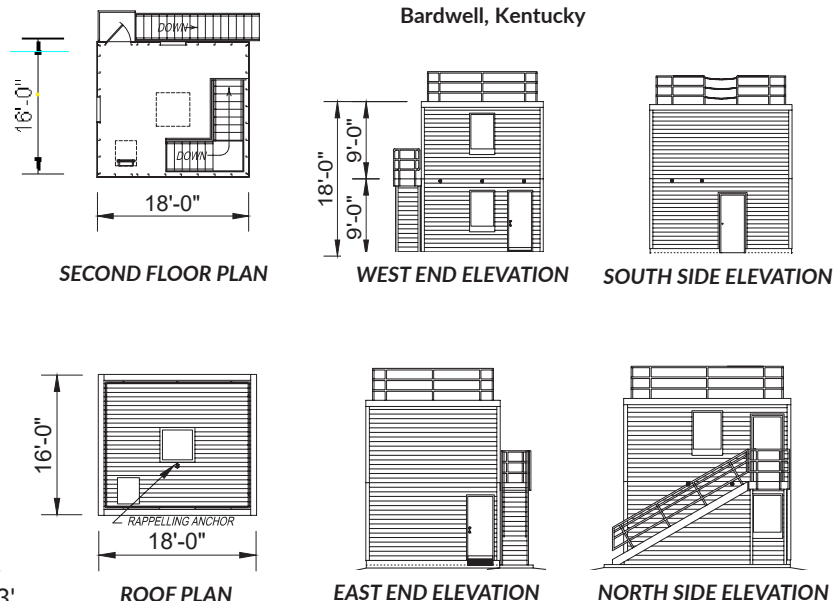 Bardwell, Kentucky
DOWN
16'-0"
DOWN
18'-0"
SECOND FLOOR PLAN
18'-0"
9'-0"
9'-0"
WEST END ELEVATION
SOUTH SIDE ELEVATION
16'-0"
RAPPELLING ANCHOR
18'-0"
3'
ROOF PLAN
EAST END ELEVATION
NORTH SIDE ELEVATION